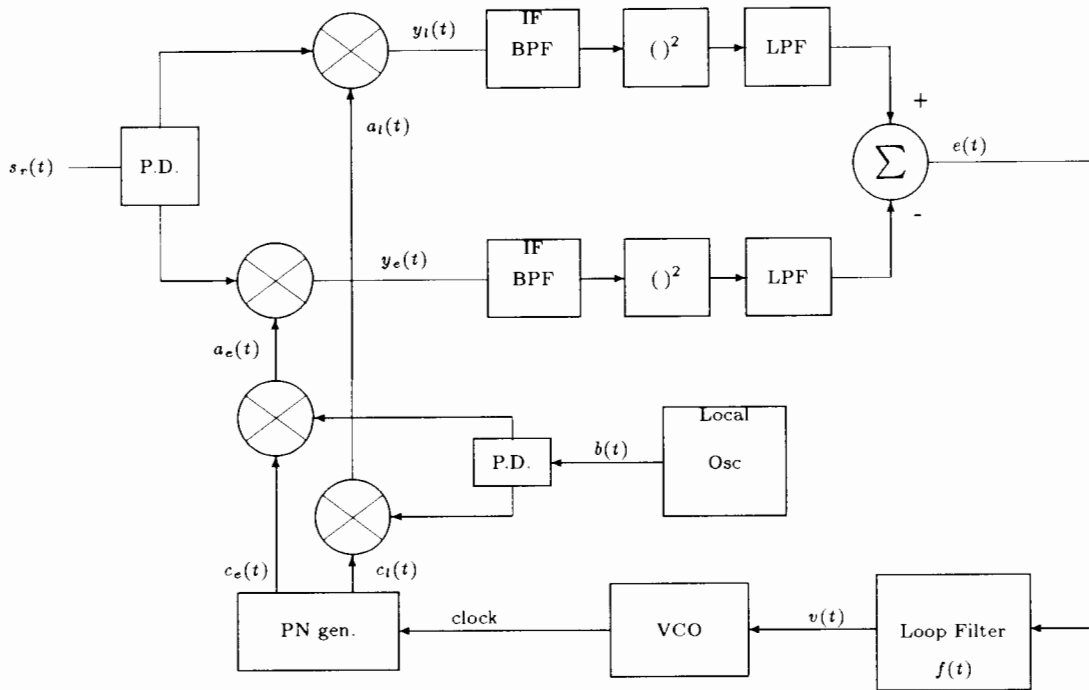 y_l(t)
IF
BPF
( )^2
LPF
a_l(t)
+
s_r(t)
P.D.
∑
e(t)
-
y_e(t)
IF
BPF
( )^2
LPF
a_e(t)
Local
Osc
b(t)
P.D.
c_e(t)
c_l(t)
PN gen.
clock
VCO
v(t)
Loop Filter
f(t)